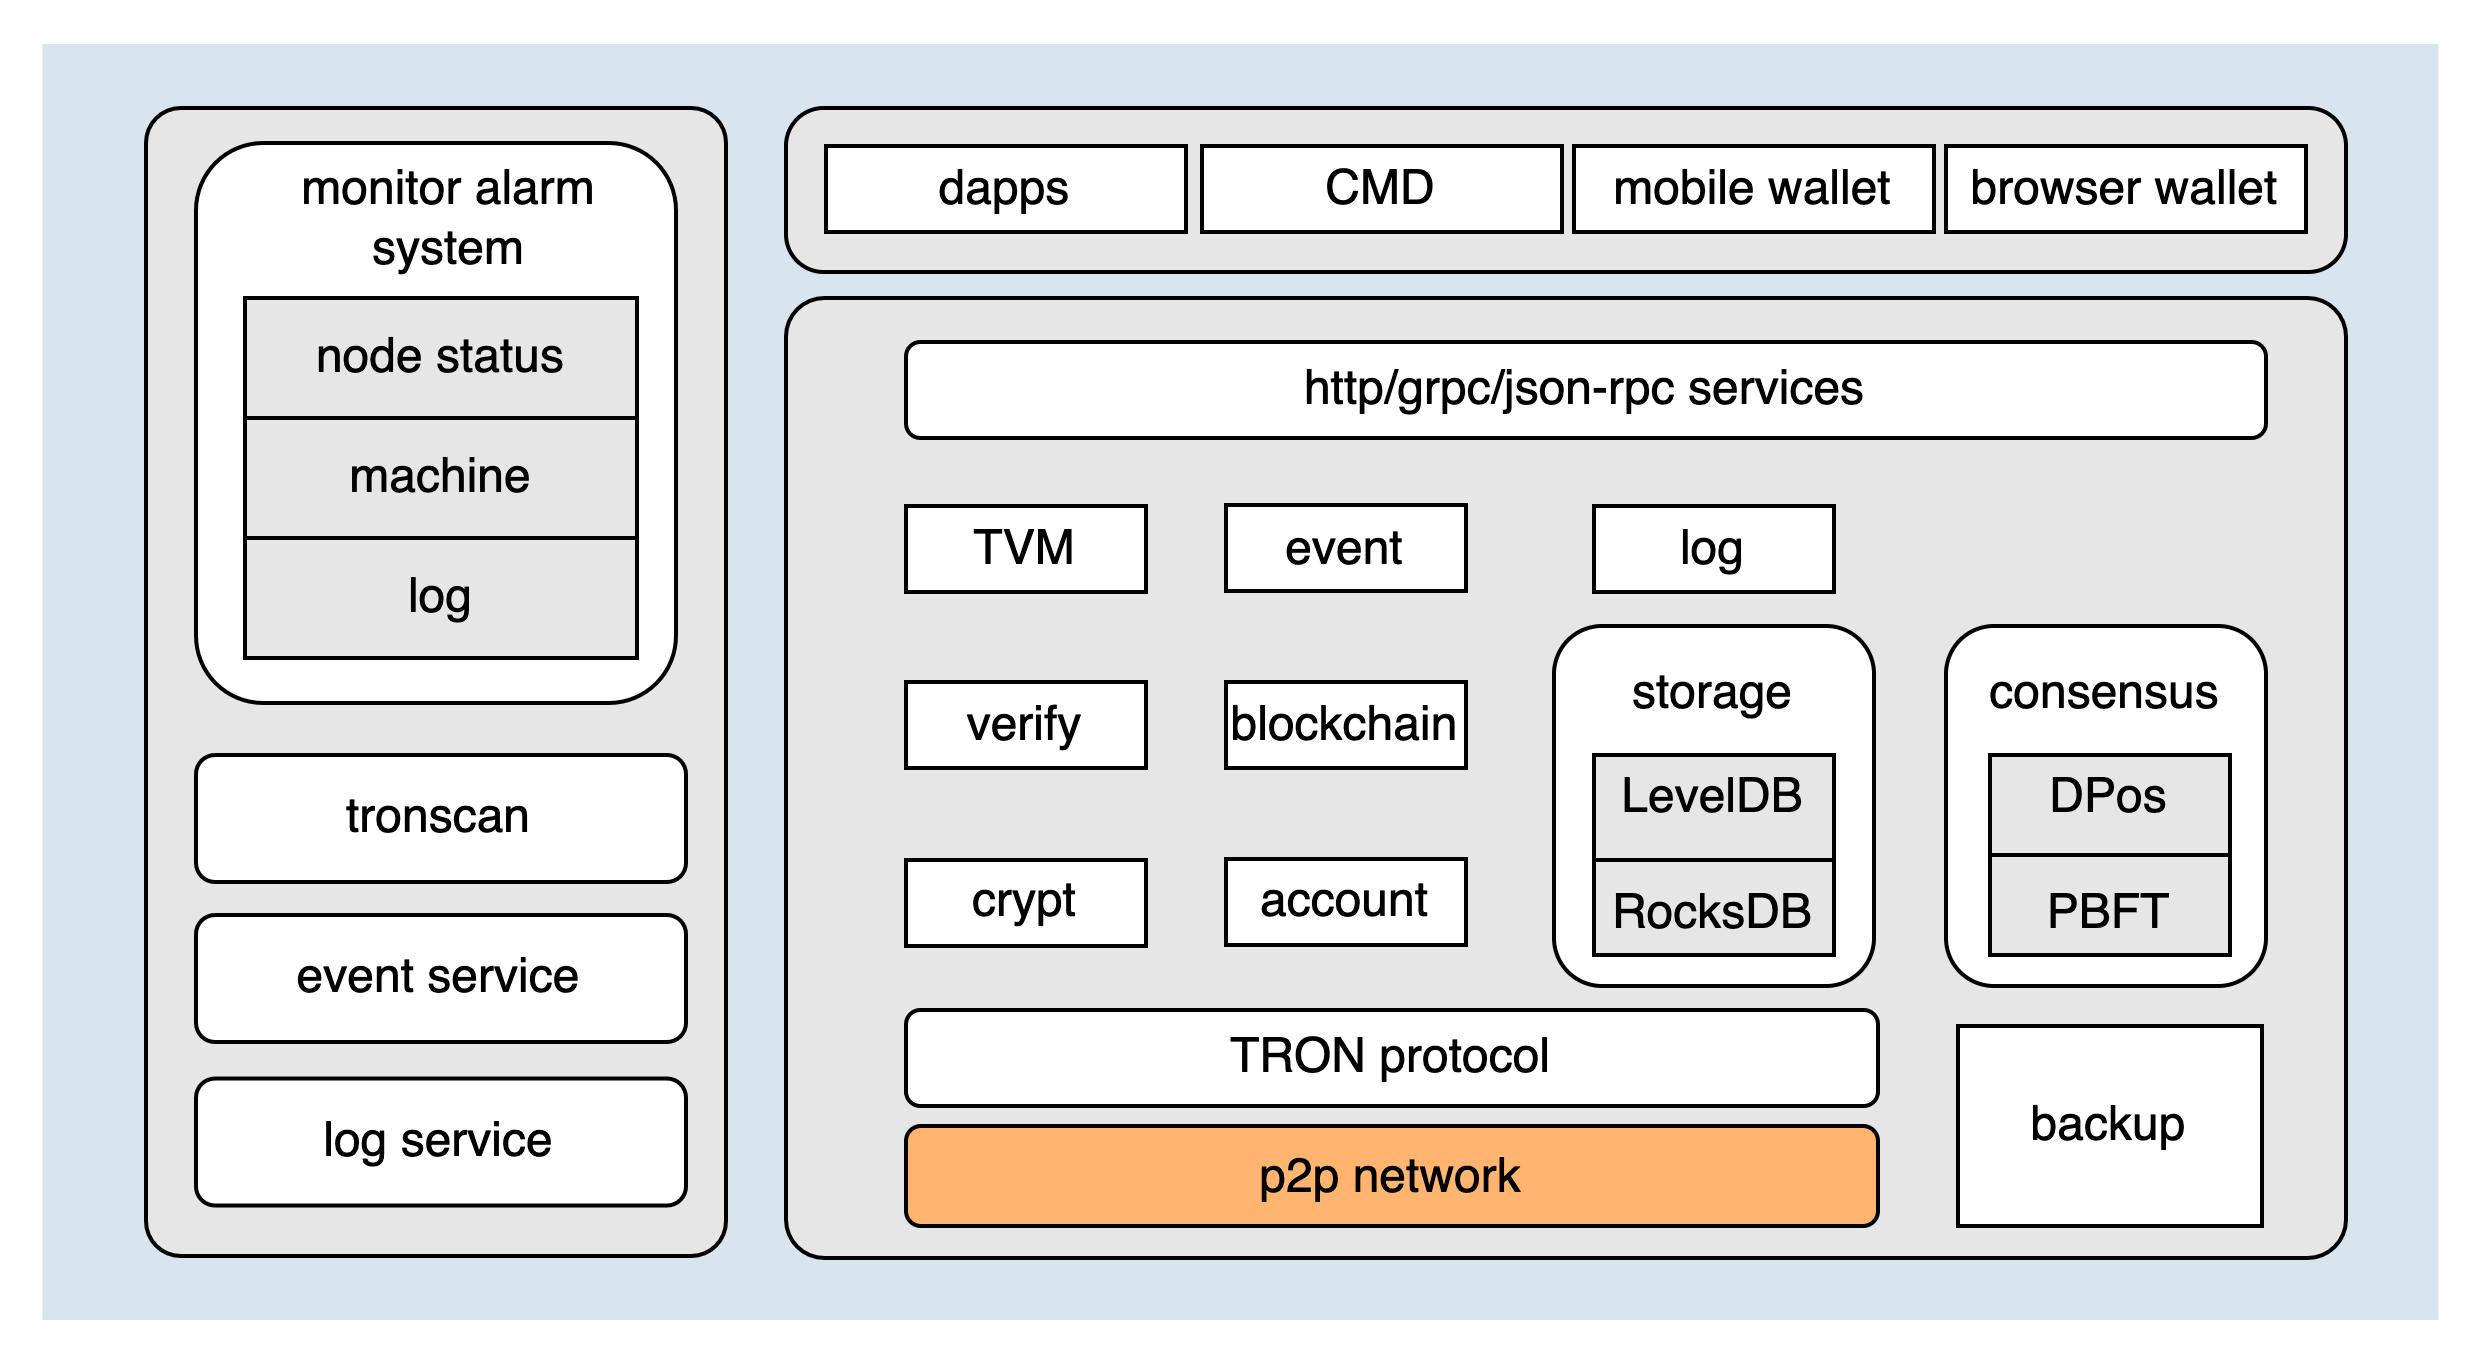 monitor alarm
system
node status
machine
log
tronscan
event service
log service
dapps
CMD
mobile wallet
browser wallet
http/grpc/json-rpc services
TVM
event
log
verify
blockchain
crypt
account
storage
LevelDB
RocksDB
consensus
DPos
PBFT
TRON protocol
p2p network
backup